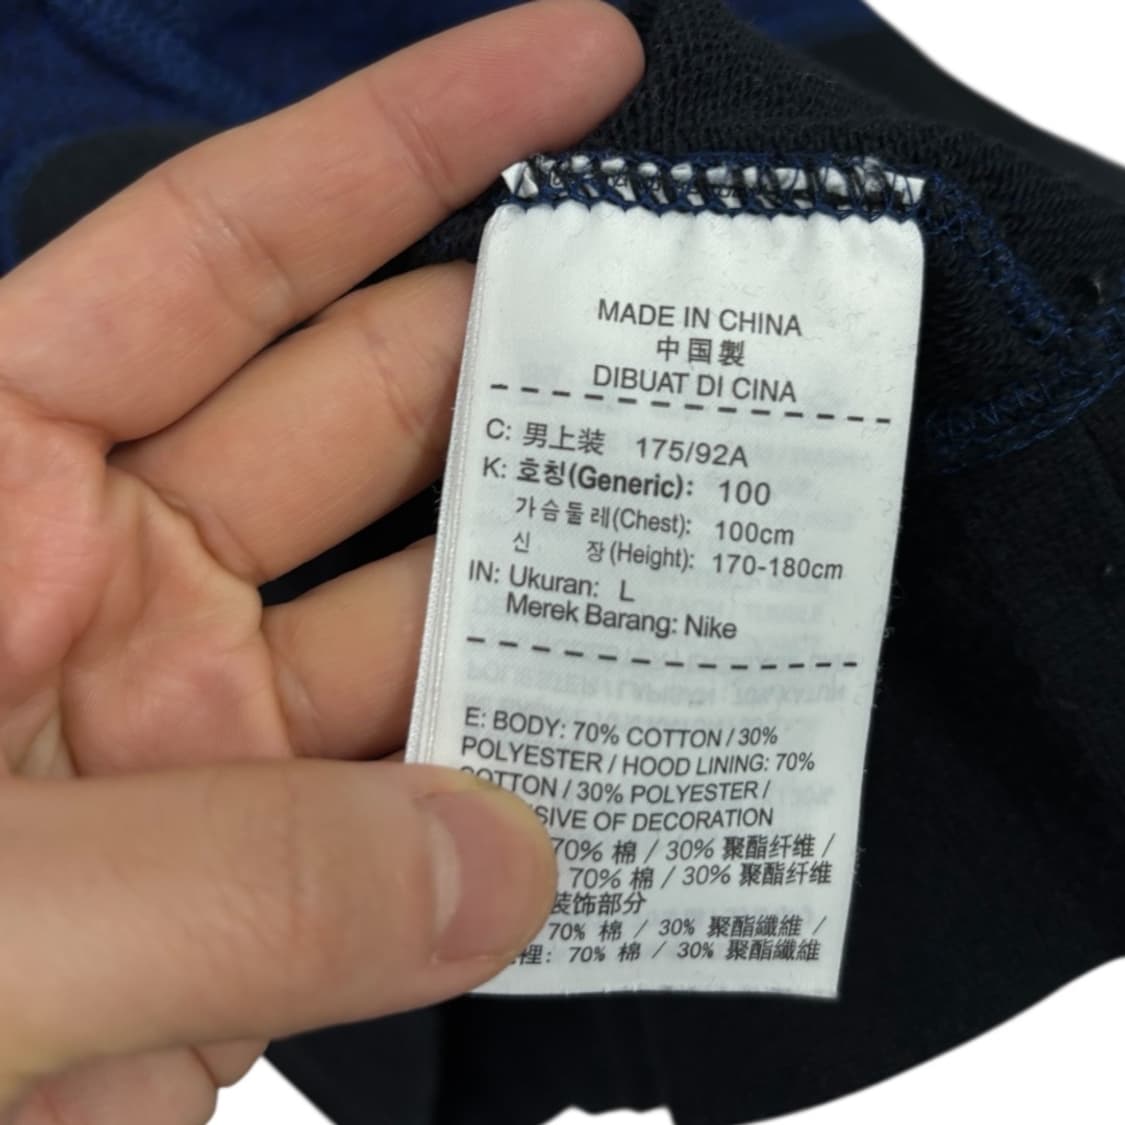 MADE IN CHINA
中国製
DIBUAT DI CINA
C: 男上装 175/92A
K: 호칭(Generic): 100
가슴둘레(Chest): 100cm
신 장(Height): 170-180cm
IN: Ukuran: L
Merek Barang: Nike
E: BODY: 70% COTTON / 30%
POLYESTER / HOOD LINING: 70%
COTTON / 30% POLYESTER /
SIVE OF DECORATION
70% 棉 / 30% 聚酯纤维 /
70% 棉 / 30% 聚酯纤维
装饰部分
70% 棉 / 30% 聚酯纖維 /
裡: 70% 棉 / 30% 聚酯纖維